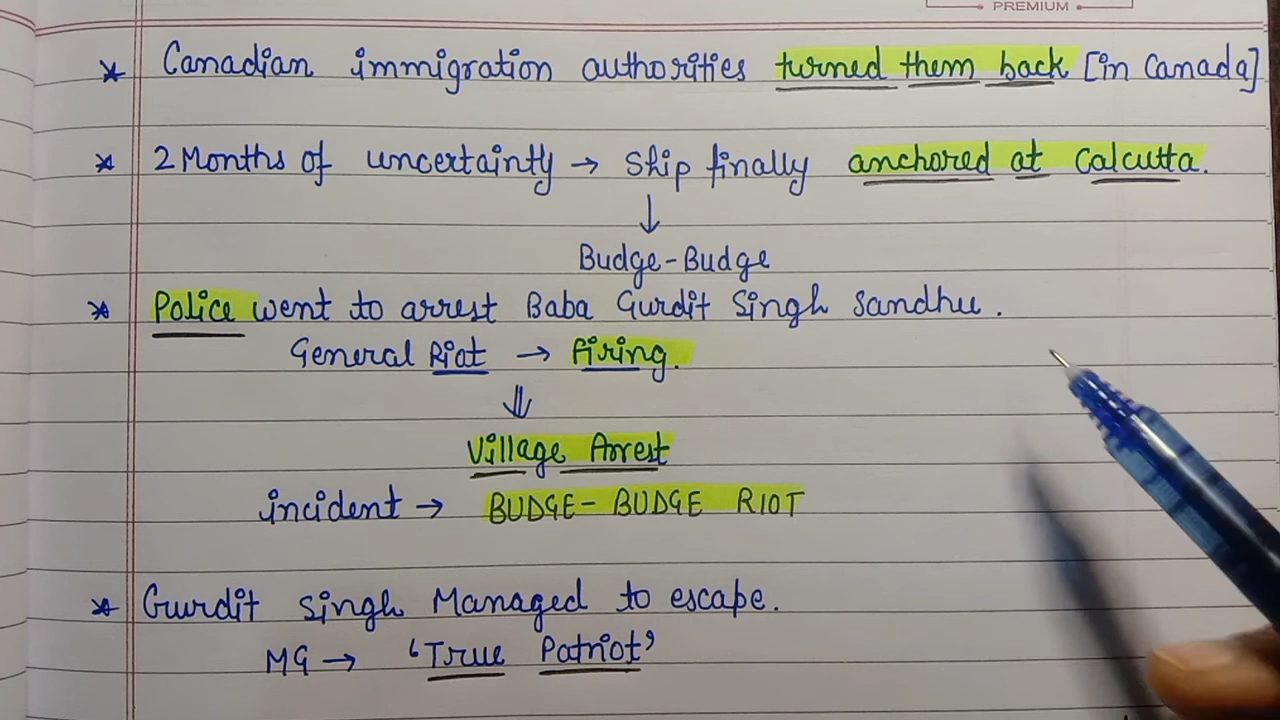 PREMIUM
* Canadian immigration authorities turned them back [in Canada]
* 2 Months of uncertainty → Ship finally anchored at Calcutta.
↓
Budge-Budge
* Police went to arrest Baba Gurdit Singh Sandhu.
General Riot → Firing.
⇓
Village Arrest
incident → BUDGE-BUDGE RIOT
* Gurdit singh Managed to escape.
MG → 'True Patriot'